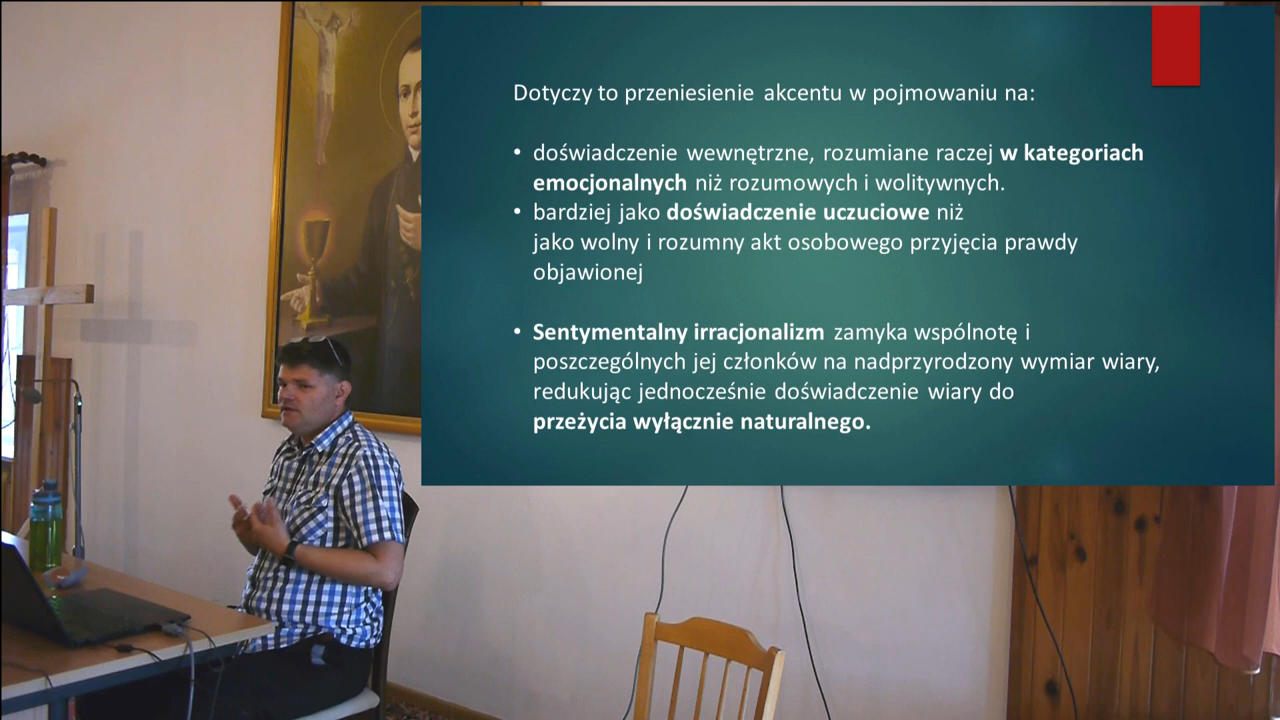 Dotyczy to przeniesienie akcentu w pojmowaniu na:
• doświadczenie wewnętrzne, rozumiane raczej w kategoriach
emocjonalnych niż rozumowych i wolitywnych.
• bardziej jako doświadczenie uczuciowe niż
jako wolny i rozumny akt osobowego przyjęcia prawdy
objawionej
• Sentymentalny irracjonalizm zamyka wspólnotę i
poszczególnych jej członków na nadprzyrodzony wymiar wiary,
redukując jednocześnie doświadczenie wiary do
przeżycia wyłącznie naturalnego.